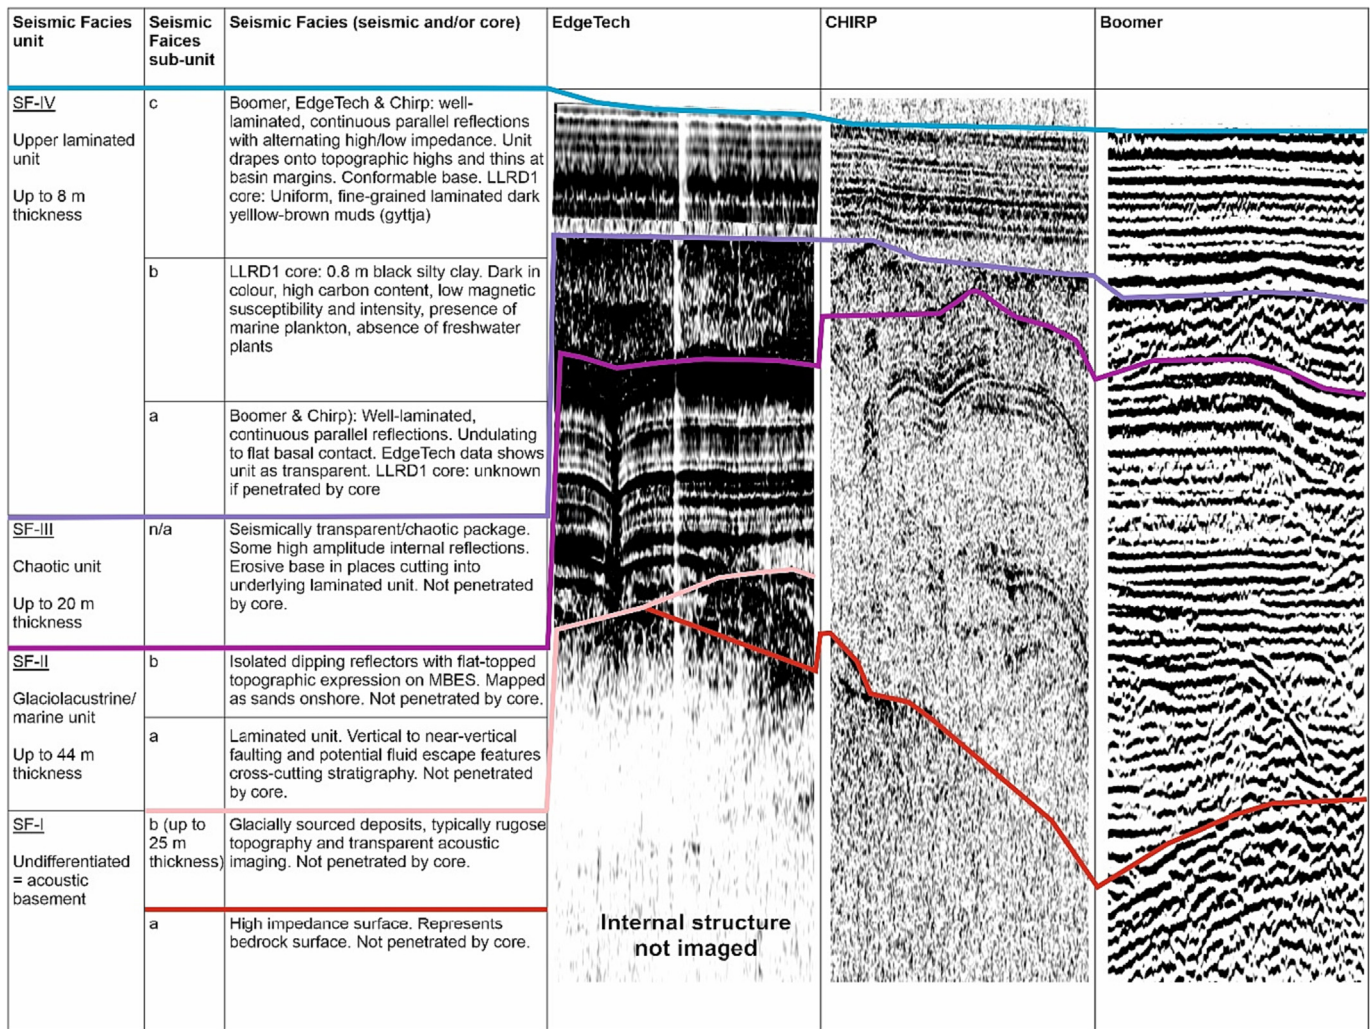 Seismic Facies unit
Seismic Faices sub-unit
Seismic Facies (seismic and/or core)
EdgeTech
CHIRP
Boomer
SF-IV
Upper laminated
unit
Up to 8 m
thickness
c
Boomer, EdgeTech & Chirp: well-
laminated, continuous parallel reflections
with alternating high/low impedance. Unit
drapes onto topographic highs and thins at
basin margins. Conformable base. LLRD1
core: Uniform, fine-grained laminated dark
yelllow-brown muds (gyttja)
b
LLRD1 core: 0.8 m black silty clay. Dark in
colour, high carbon content, low magnetic
susceptibility and intensity, presence of
marine plankton, absence of freshwater
plants
a
Boomer & Chirp): Well-laminated,
continuous parallel reflections. Undulating
to flat basal contact. EdgeTech data shows
unit as transparent. LLRD1 core: unknown
if penetrated by core
SF-III
Chaotic unit
Up to 20 m
thickness
n/a
Seismically transparent/chaotic package.
Some high amplitude internal reflections.
Erosive base in places cutting into
underlying laminated unit. Not penetrated
by core.
SF-II
Glaciolacustrine/
marine unit
Up to 44 m
thickness
b
Isolated dipping reflectors with flat-topped
topographic expression on MBES. Mapped
as sands onshore. Not penetrated by core.
a
Laminated unit. Vertical to near-vertical
faulting and potential fluid escape features
cross-cutting stratigraphy. Not penetrated
by core.
SF-I
Undifferentiated
= acoustic
basement
b (up to
25 m
thickness)
Glacially sourced deposits, typically rugose
topography and transparent acoustic
imaging. Not penetrated by core.
a
High impedance surface. Represents
bedrock surface. Not penetrated by core.
Internal structure
not imaged